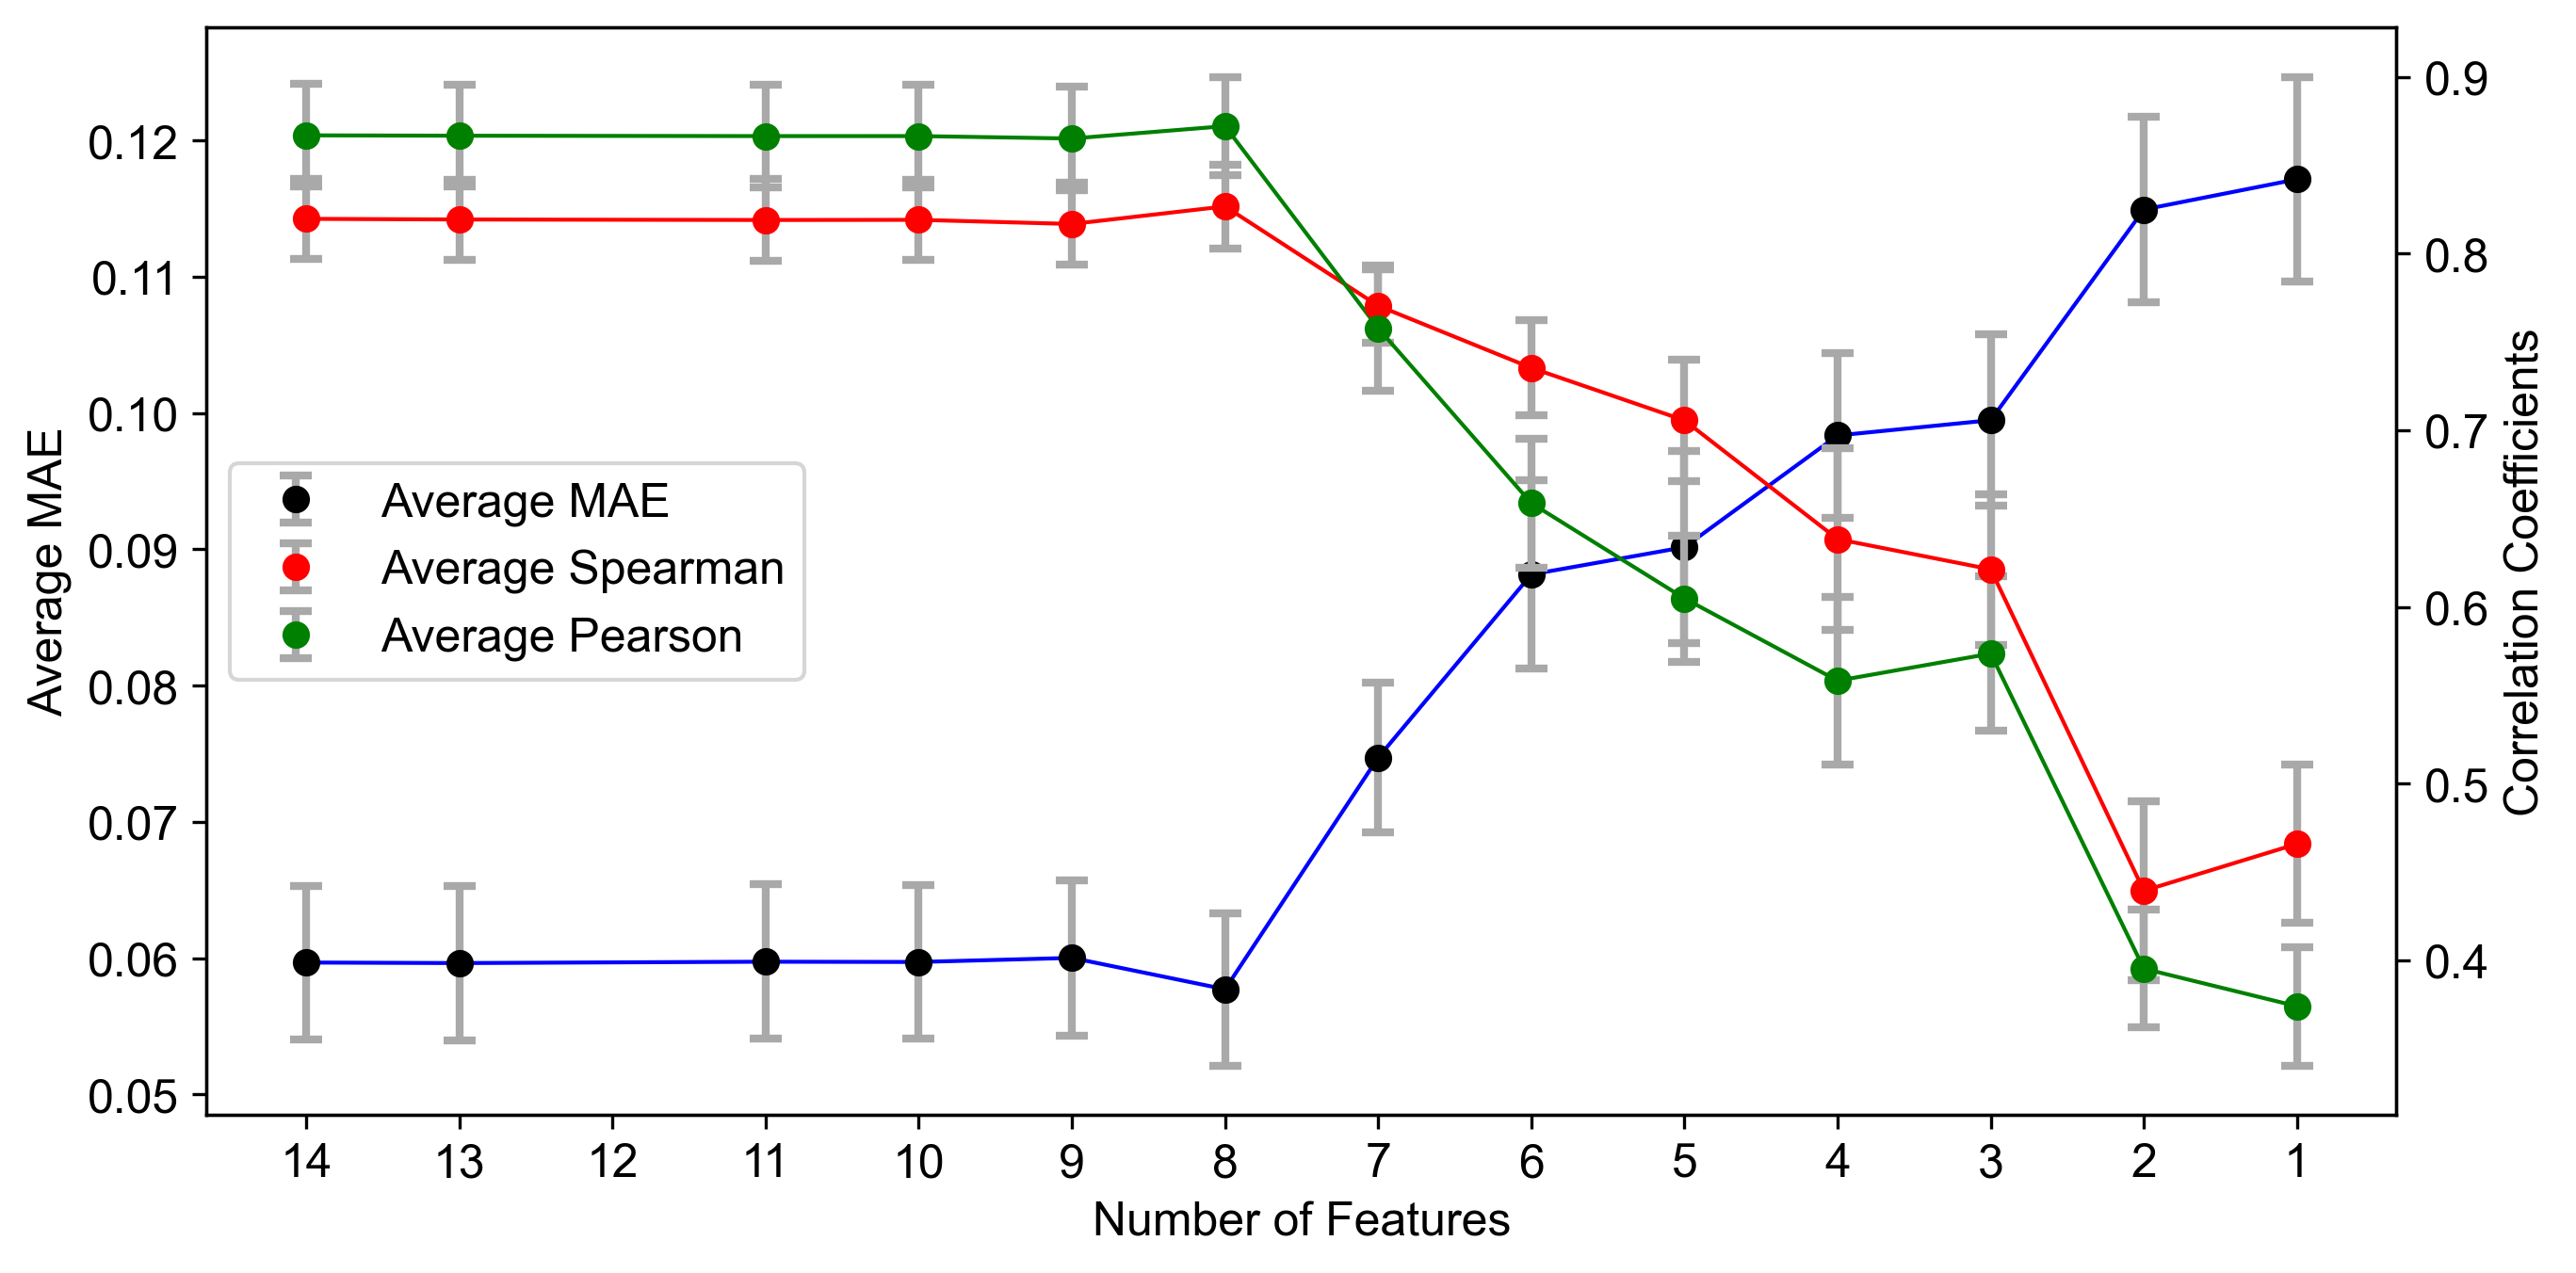 0.12
0.11
0.10
0.09
0.08
0.07
0.06
0.05
Average MAE
Average MAE
Average Spearman
Average Pearson
0.9
0.8
0.7
0.6
0.5
0.4
Correlation Coefficients
14 13 12 11 10 9 8 7 6 5 4 3 2 1
Number of Features